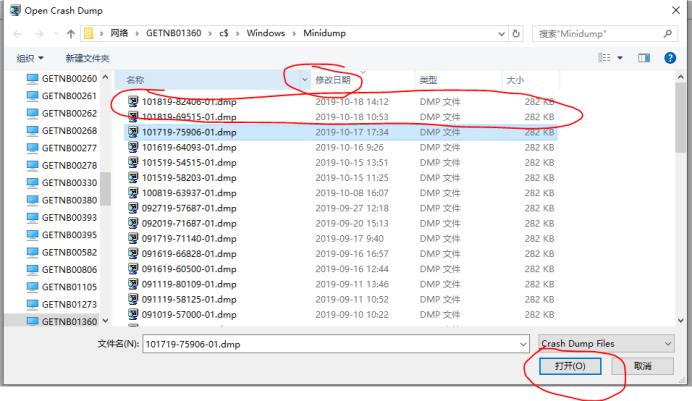 Open Crash Dump
网络 > GETNB01360 > c$ > Windows > Minidump
搜索"Minidump"
组织 新建文件夹
名称 修改日期 类型 大小
GETNB00260
GETNB00261
GETNB00262
GETNB00268
GETNB00277
GETNB00278
GETNB00330
GETNB00380
GETNB00393
GETNB00395
GETNB00582
GETNB00806
GETNB01105
GETNB01273
GETNB01360
101819-82406-01.dmp 2019-10-18 14:12 DMP 文件 282 KB
101819-69515-01.dmp 2019-10-18 10:53 DMP 文件 282 KB
101719-75906-01.dmp 2019-10-17 17:34 DMP 文件 282 KB
101619-64093-01.dmp 2019-10-16 9:26 DMP 文件 282 KB
101519-54515-01.dmp 2019-10-15 13:51 DMP 文件 282 KB
101519-58203-01.dmp 2019-10-15 11:25 DMP 文件 282 KB
100819-63937-01.dmp 2019-10-08 16:07 DMP 文件 282 KB
092719-57687-01.dmp 2019-09-27 12:18 DMP 文件 282 KB
092019-71687-01.dmp 2019-09-20 15:13 DMP 文件 282 KB
091719-71140-01.dmp 2019-09-17 9:40 DMP 文件 282 KB
091619-66828-01.dmp 2019-09-16 16:57 DMP 文件 282 KB
091619-60500-01.dmp 2019-09-16 12:44 DMP 文件 282 KB
091119-80109-01.dmp 2019-09-11 13:46 DMP 文件 282 KB
091119-58125-01.dmp 2019-09-11 10:52 DMP 文件 282 KB
091019-57000-01.dmp 2019-09-10 10:22 DMP 文件 282 KB
文件名(N): 101719-75906-01.dmp Crash Dump Files
打开(O) 取消